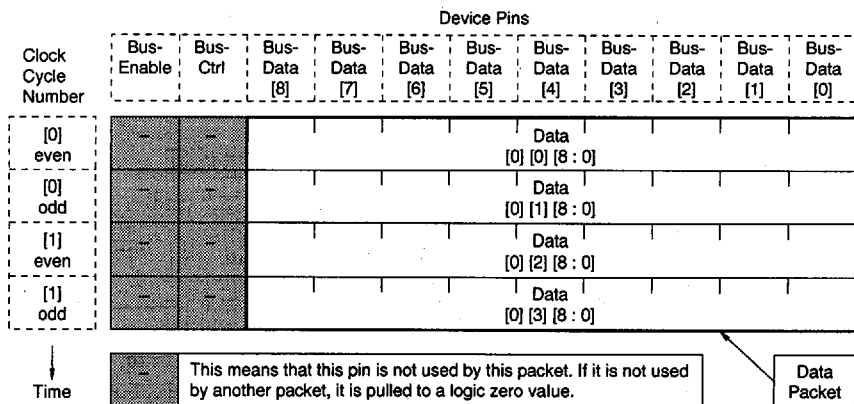 Device Pins
Clock Cycle Number
Bus-Enable Bus-Ctrl Bus-Data [8] Bus-Data [7] Bus-Data [6] Bus-Data [5] Bus-Data [4] Bus-Data [3] Bus-Data [2] Bus-Data [1] Bus-Data [0]
[0] even – – Data [0] [0] [8 : 0]
[0] odd – – Data [0] [1] [8 : 0]
[1] even – – Data [0] [2] [8 : 0]
[1] odd – – Data [0] [3] [8 : 0]
Time
– This means that this pin is not used by this packet. If it is not used
by another packet, it is pulled to a logic zero value.
Data
Packet